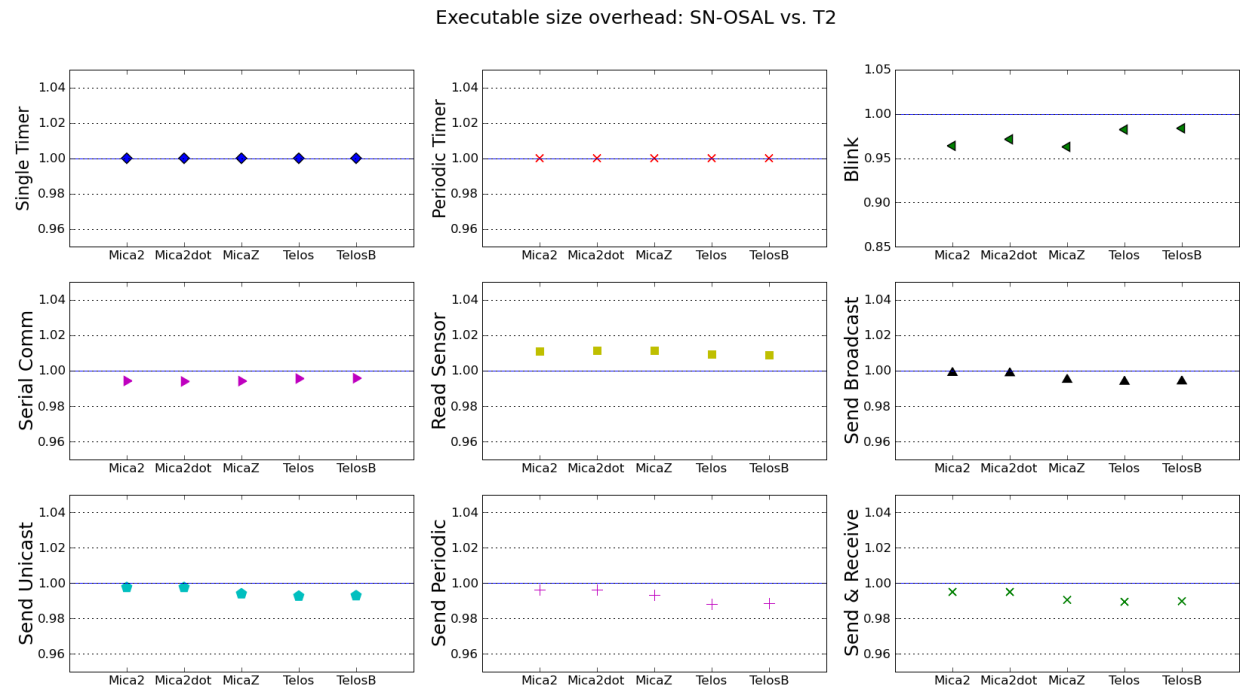 Executable size overhead: SN-OSAL vs. T2
Single Timer
1.04
1.02
1.00
0.98
0.96
Mica2 Mica2dot MicaZ Telos TelosB
Periodic Timer
1.04
1.02
1.00
0.98
0.96
Mica2 Mica2dot MicaZ Telos TelosB
Blink
1.05
1.00
0.95
0.90
0.85
Mica2 Mica2dot MicaZ Telos TelosB
Serial Comm
1.04
1.02
1.00
0.98
0.96
Mica2 Mica2dot MicaZ Telos TelosB
Read Sensor
1.04
1.02
1.00
0.98
0.96
Mica2 Mica2dot MicaZ Telos TelosB
Send Broadcast
1.04
1.02
1.00
0.98
0.96
Mica2 Mica2dot MicaZ Telos TelosB
Send Unicast
1.04
1.02
1.00
0.98
0.96
Mica2 Mica2dot MicaZ Telos TelosB
Send Periodic
1.04
1.02
1.00
0.98
0.96
Mica2 Mica2dot MicaZ Telos TelosB
Send & Receive
1.04
1.02
1.00
0.98
0.96
Mica2 Mica2dot MicaZ Telos TelosB